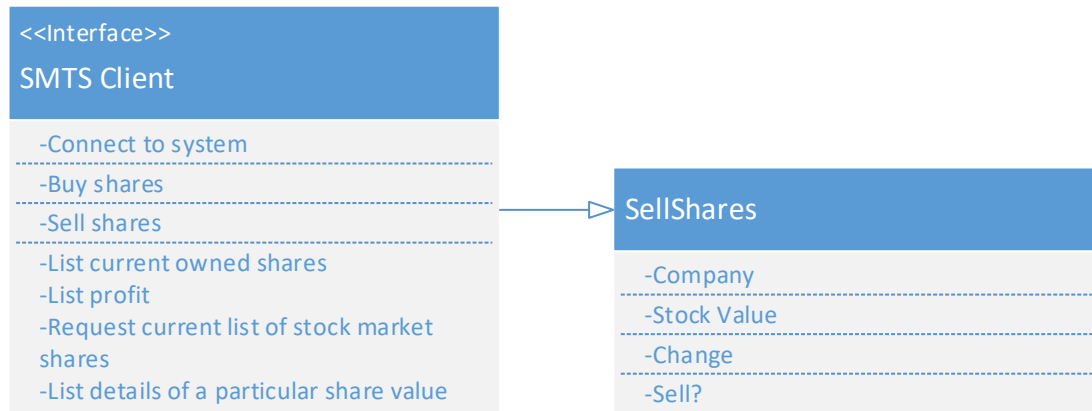 <<Interface>>
SMTS Client
-Connect to system
-Buy shares
-Sell shares
-List current owned shares
-List profit
-Request current list of stock market
shares
-List details of a particular share value
SellShares
-Company
-Stock Value
-Change
-Sell?